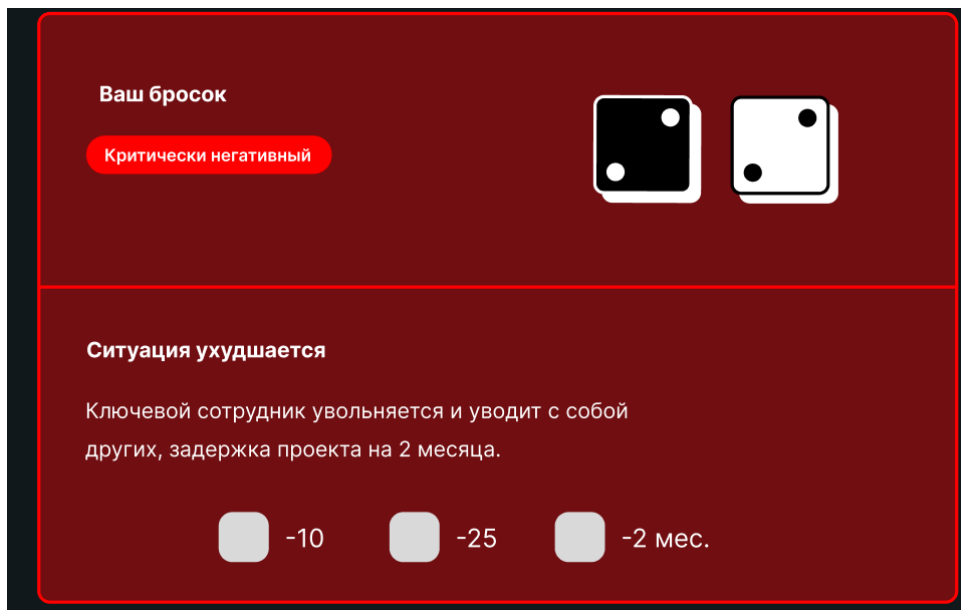 Ваш бросок
Критически негативный
Ситуация ухудшается
Ключевой сотрудник увольняется и уводит с собой
других, задержка проекта на 2 месяца.
-10 -25 -2 мес.